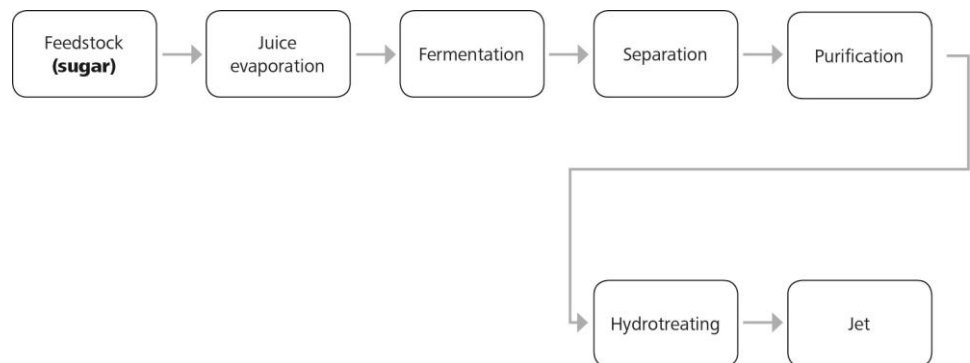 Feedstock
(sugar)
Juice
evaporation
Fermentation
Separation
Purification
Hydrotreating
Jet